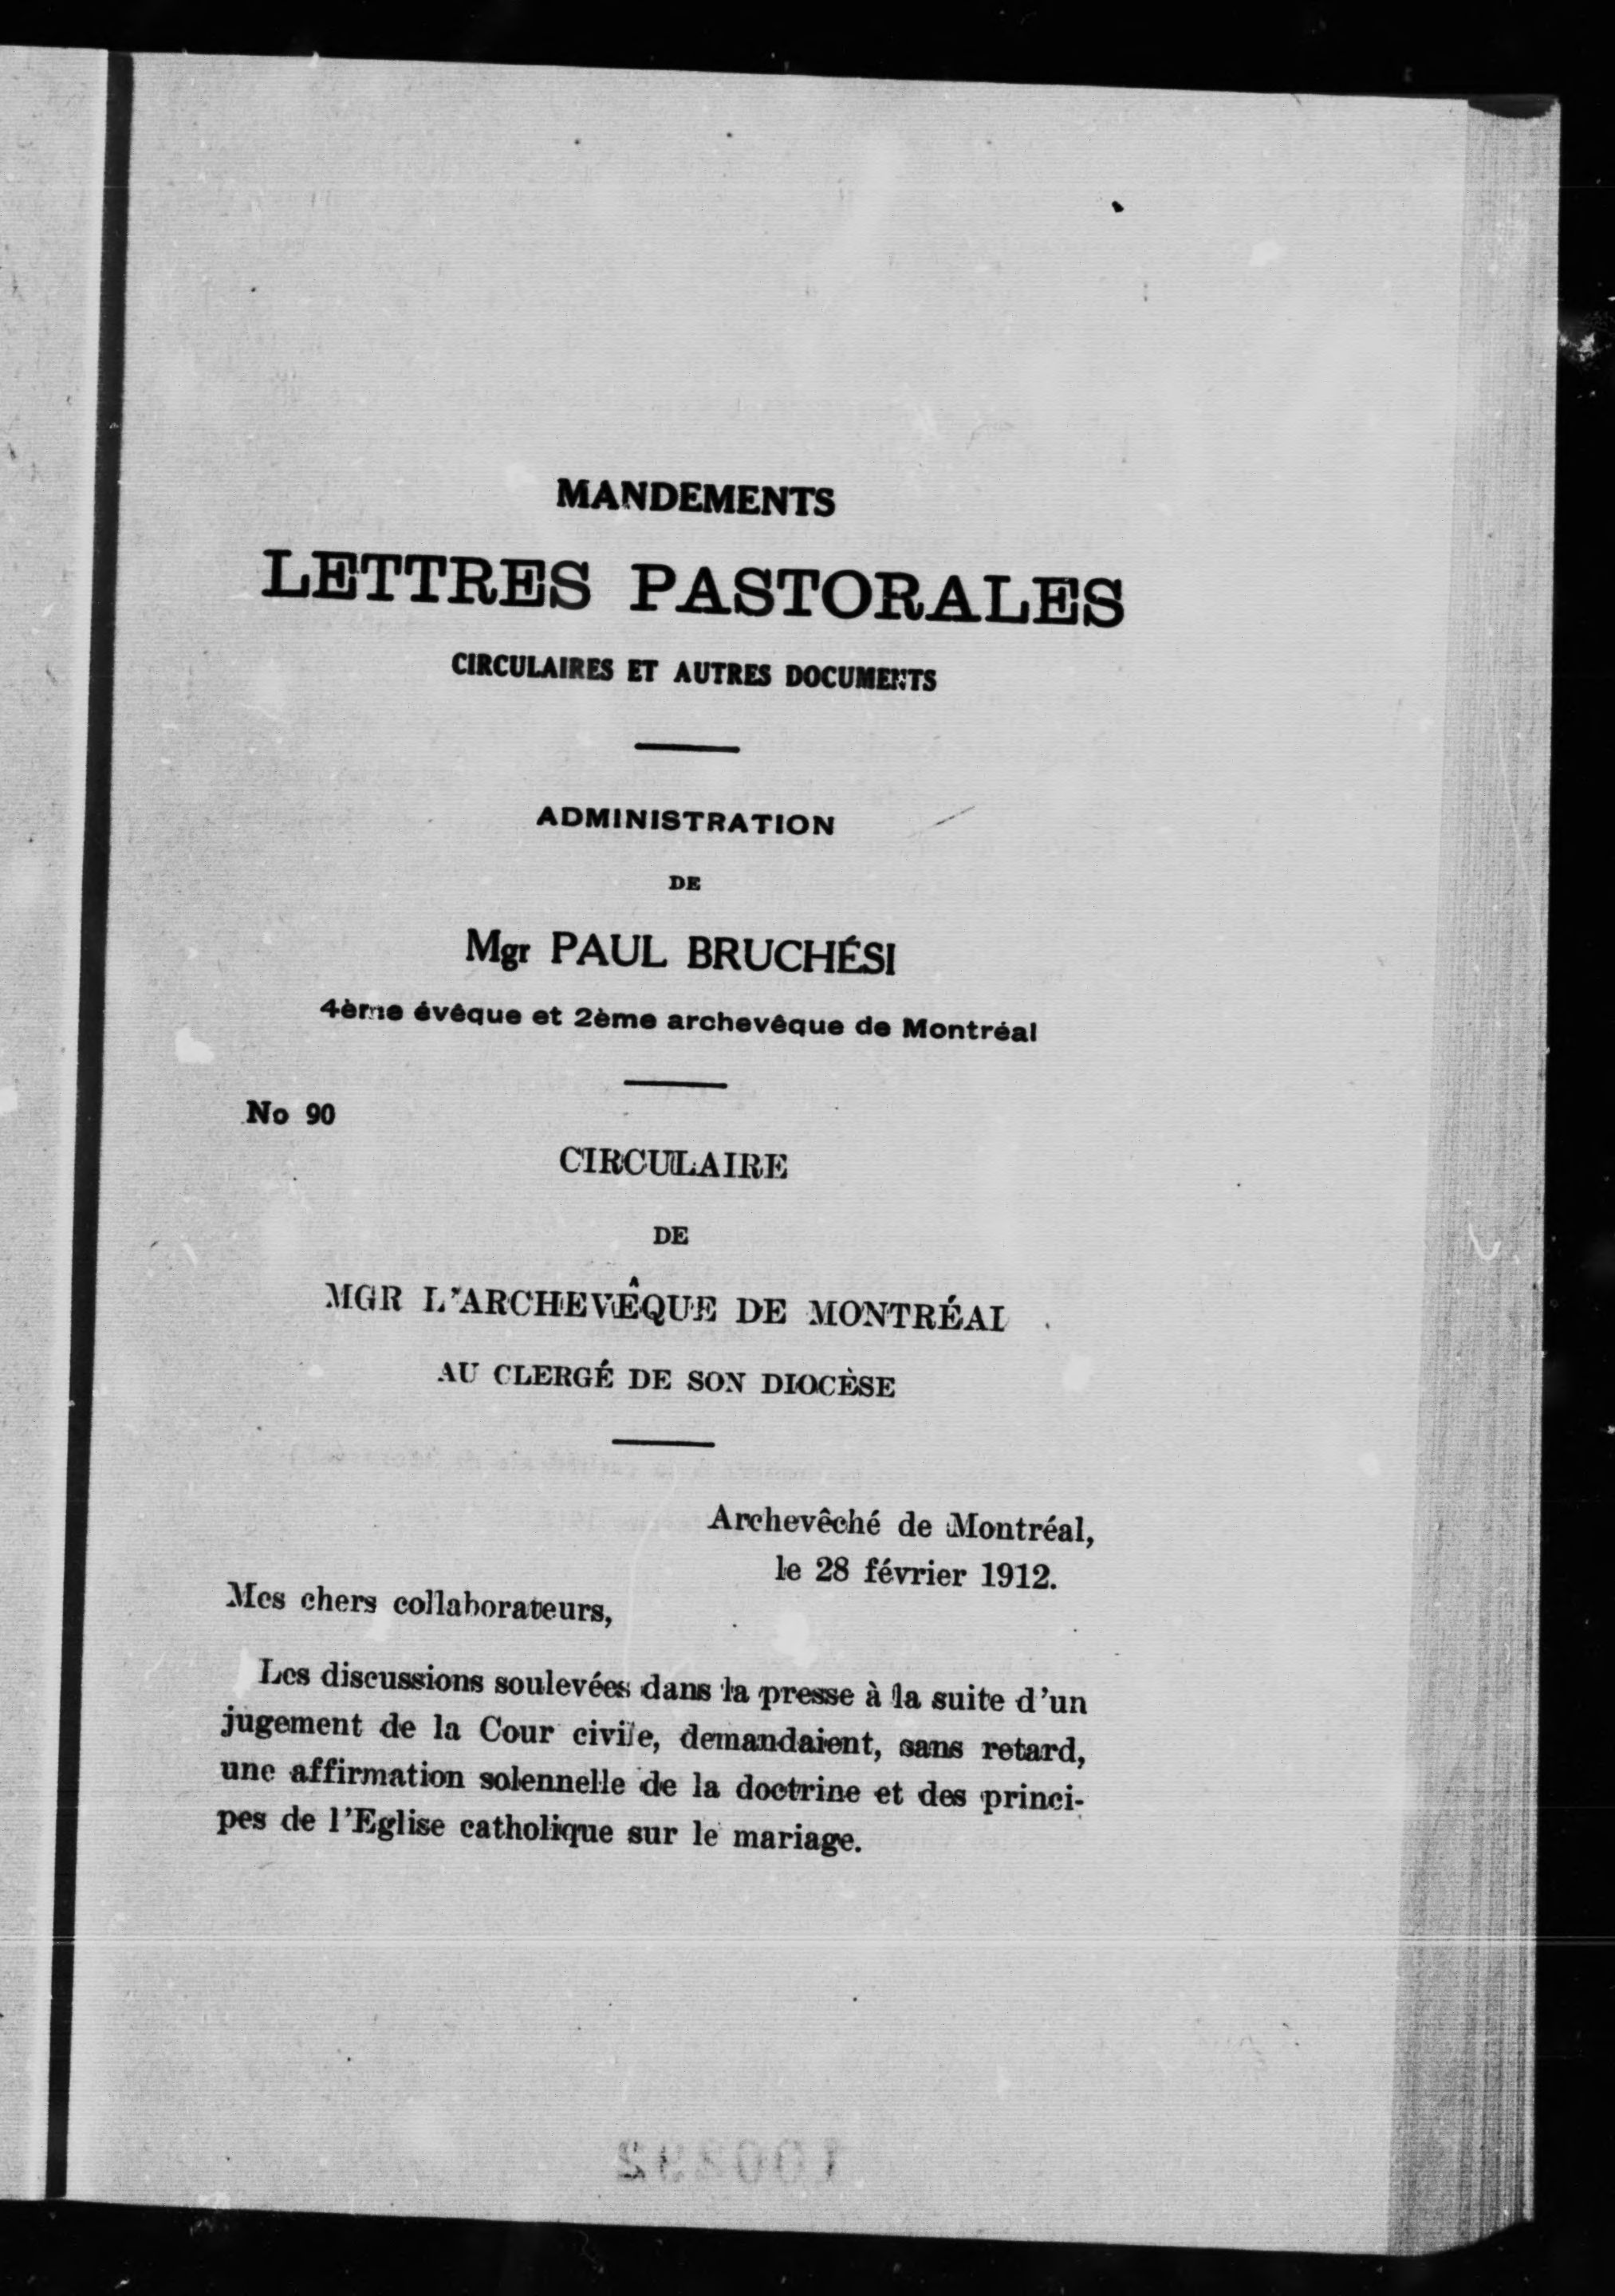 MANDEMENTS
LETTRES PASTORALES
CIRCULAIRES ET AUTRES DOCUMENTS
ADMINISTRATION
DE
Mgr PAUL BRUCHÉSI
4ème évêque et 2ème archevêque de Montréal
No 90
CIRCULAIRE
DE
MGR L'ARCHEVÊQUE DE MONTRÉAL
AU CLERGÉ DE SON DIOCÈSE
Archevêché de Montréal,
le 28 février 1912.
Mes chers collaborateurs,
Les discussions soulevées dans la presse à la suite d'un
jugement de la Cour civile, demandaient, sans retard,
une affirmation solennelle de la doctrine et des princi-
pes de l'Eglise catholique sur le mariage.